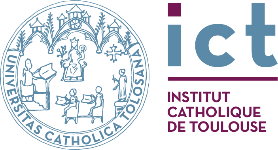 UNIVERSITAS CATHOLICA TOLOSANA
ict
INSTITUT
CATHOLIQUE
DE TOULOUSE